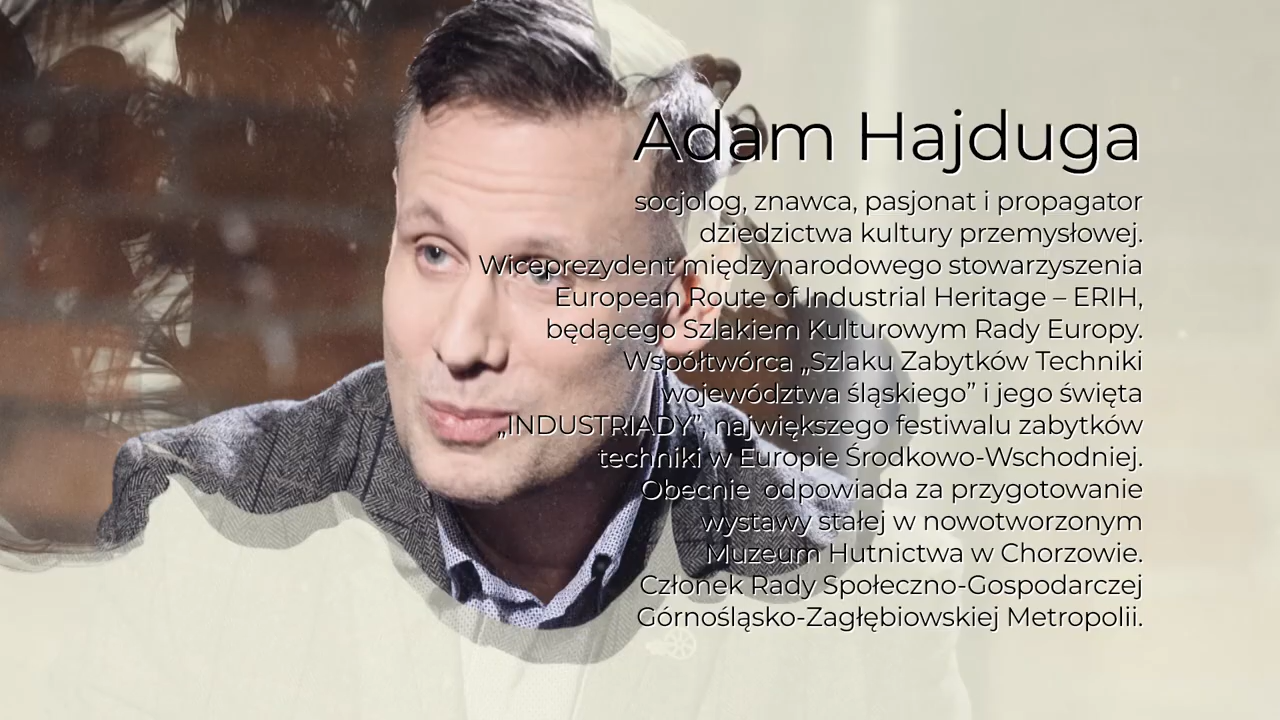 Adam Hajduga
socjolog, znawca, pasjonat i propagator
dziedzictwa kultury przemysłowej.
Wiceprezydent międzynarodowego stowarzyszenia
European Route of Industrial Heritage – ERIH,
będącego Szlakiem Kulturowym Rady Europy.
Współtwórca „Szlaku Zabytków Techniki
województwa śląskiego” i jego święta
„INDUSTRIADY”, największego festiwalu zabytków
techniki w Europie Środkowo-Wschodniej.
Obecnie  odpowiada za przygotowanie
wystawy stałej w nowotworzonym
Muzeum Hutnictwa w Chorzowie.
Członek Rady Społeczno-Gospodarczej
Górnośląsko-Zagłębiowskiej Metropolii.